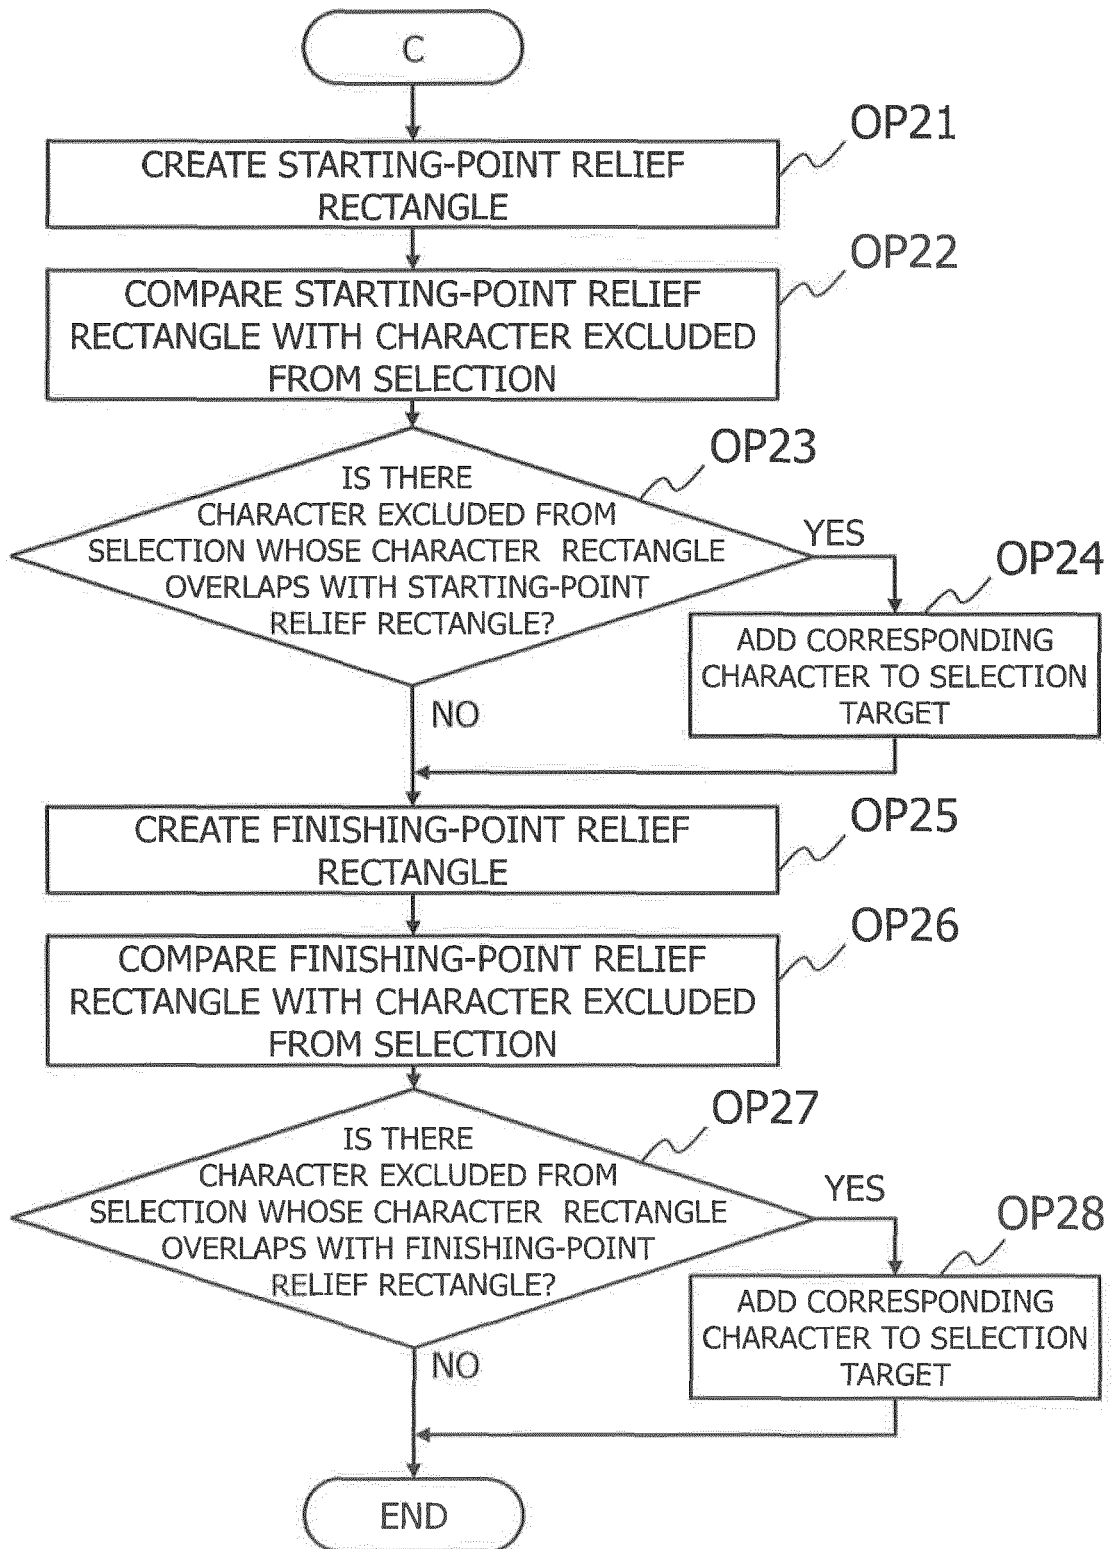 C
OP21
CREATE STARTING-POINT RELIEF
RECTANGLE
OP22
COMPARE STARTING-POINT RELIEF
RECTANGLE WITH CHARACTER EXCLUDED
FROM SELECTION
OP23
IS THERE
CHARACTER EXCLUDED FROM
SELECTION WHOSE CHARACTER RECTANGLE
OVERLAPS WITH STARTING-POINT
RELIEF RECTANGLE?
YES
OP24
ADD CORRESPONDING
CHARACTER TO SELECTION
TARGET
NO
OP25
CREATE FINISHING-POINT RELIEF
RECTANGLE
OP26
COMPARE FINISHING-POINT RELIEF
RECTANGLE WITH CHARACTER EXCLUDED
FROM SELECTION
OP27
IS THERE
CHARACTER EXCLUDED FROM
SELECTION WHOSE CHARACTER RECTANGLE
OVERLAPS WITH FINISHING-POINT
RELIEF RECTANGLE?
YES
OP28
ADD CORRESPONDING
CHARACTER TO SELECTION
TARGET
NO
END